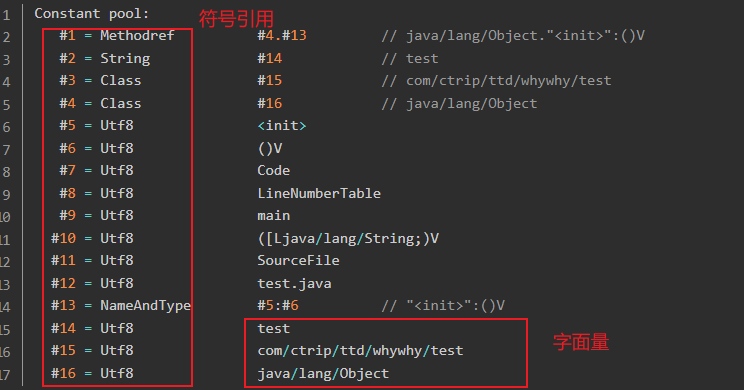 符号引用
1 Constant pool:
2 #1 = Methodref #4.#13 // java/lang/Object."<init>":()V
3 #2 = String #14 // test
4 #3 = Class #15 // com/ctrip/ttd/whywhy/test
5 #4 = Class #16 // java/lang/Object
6 #5 = Utf8 <init>
7 #6 = Utf8 ()V
8 #7 = Utf8 Code
9 #8 = Utf8 LineNumberTable
10 #9 = Utf8 main
11 #10 = Utf8 ([Ljava/lang/String;)V
12 #11 = Utf8 SourceFile
13 #12 = Utf8 test.java
14 #13 = NameAndType #5:#6 // "<init>":()V
15 #14 = Utf8 test
16 #15 = Utf8 com/ctrip/ttd/whywhy/test
17 #16 = Utf8 java/lang/Object
字面量